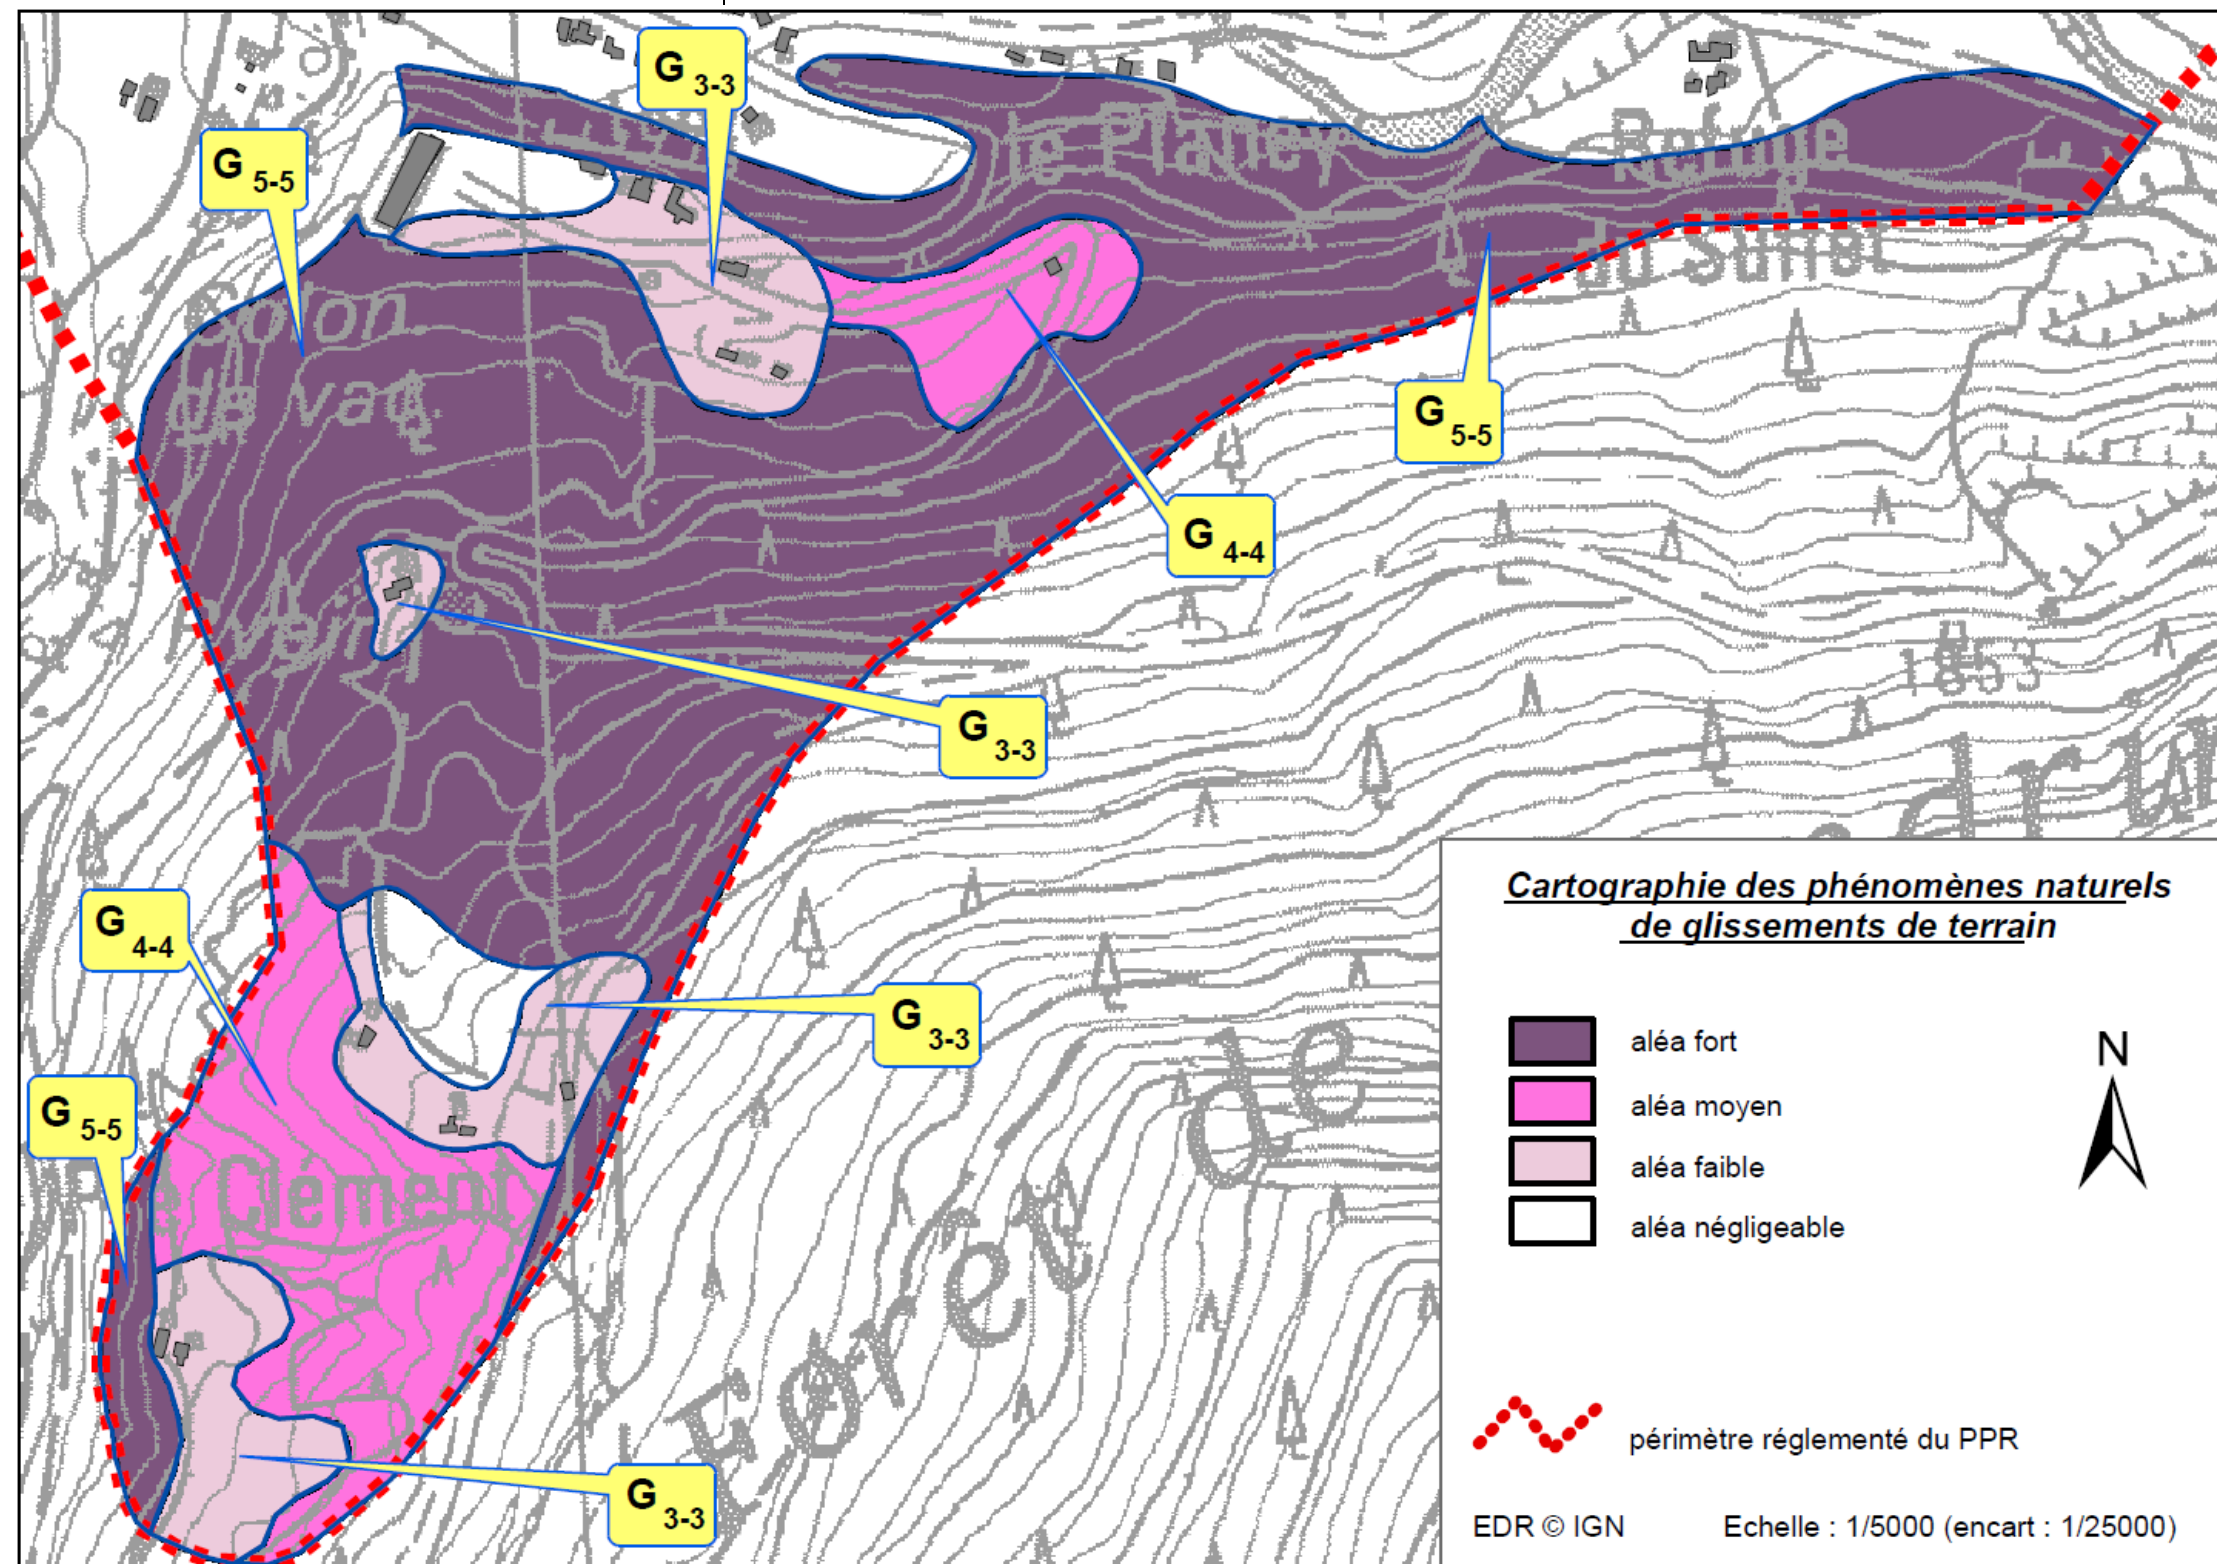 G 3-3
G 5-5
le Planey
Refuge
du Suffet
G 5-5
G 4-4
G 3-3
1853
G 4-4
G 3-3
G 5-5
Clément
Forêt de
G 3-3
Cartographie des phénomènes naturels
de glissements de terrain
aléa fort
aléa moyen
aléa faible
aléa négligeable
N
périmètre réglementé du PPR
EDR © IGN
Echelle : 1/5000 (encart : 1/25000)